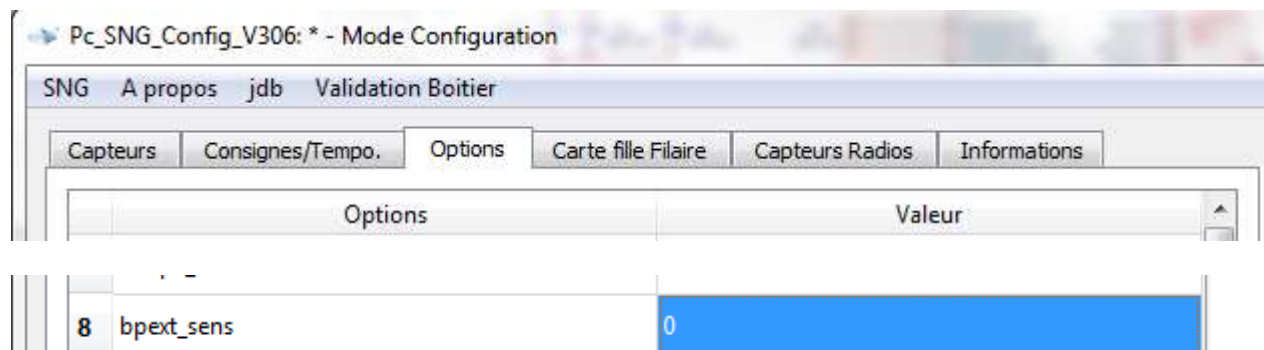 Pc_SNG_Config_V306: * - Mode Configuration
SNG A propos jdb Validation Boitier
Capteurs Consignes/Tempo. Options Carte fille Filaire Capteurs Radios Informations
Options Valeur
8 bpext_sens 0